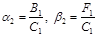 α₂ = B₁/C₁, β₂ = F₁/C₁